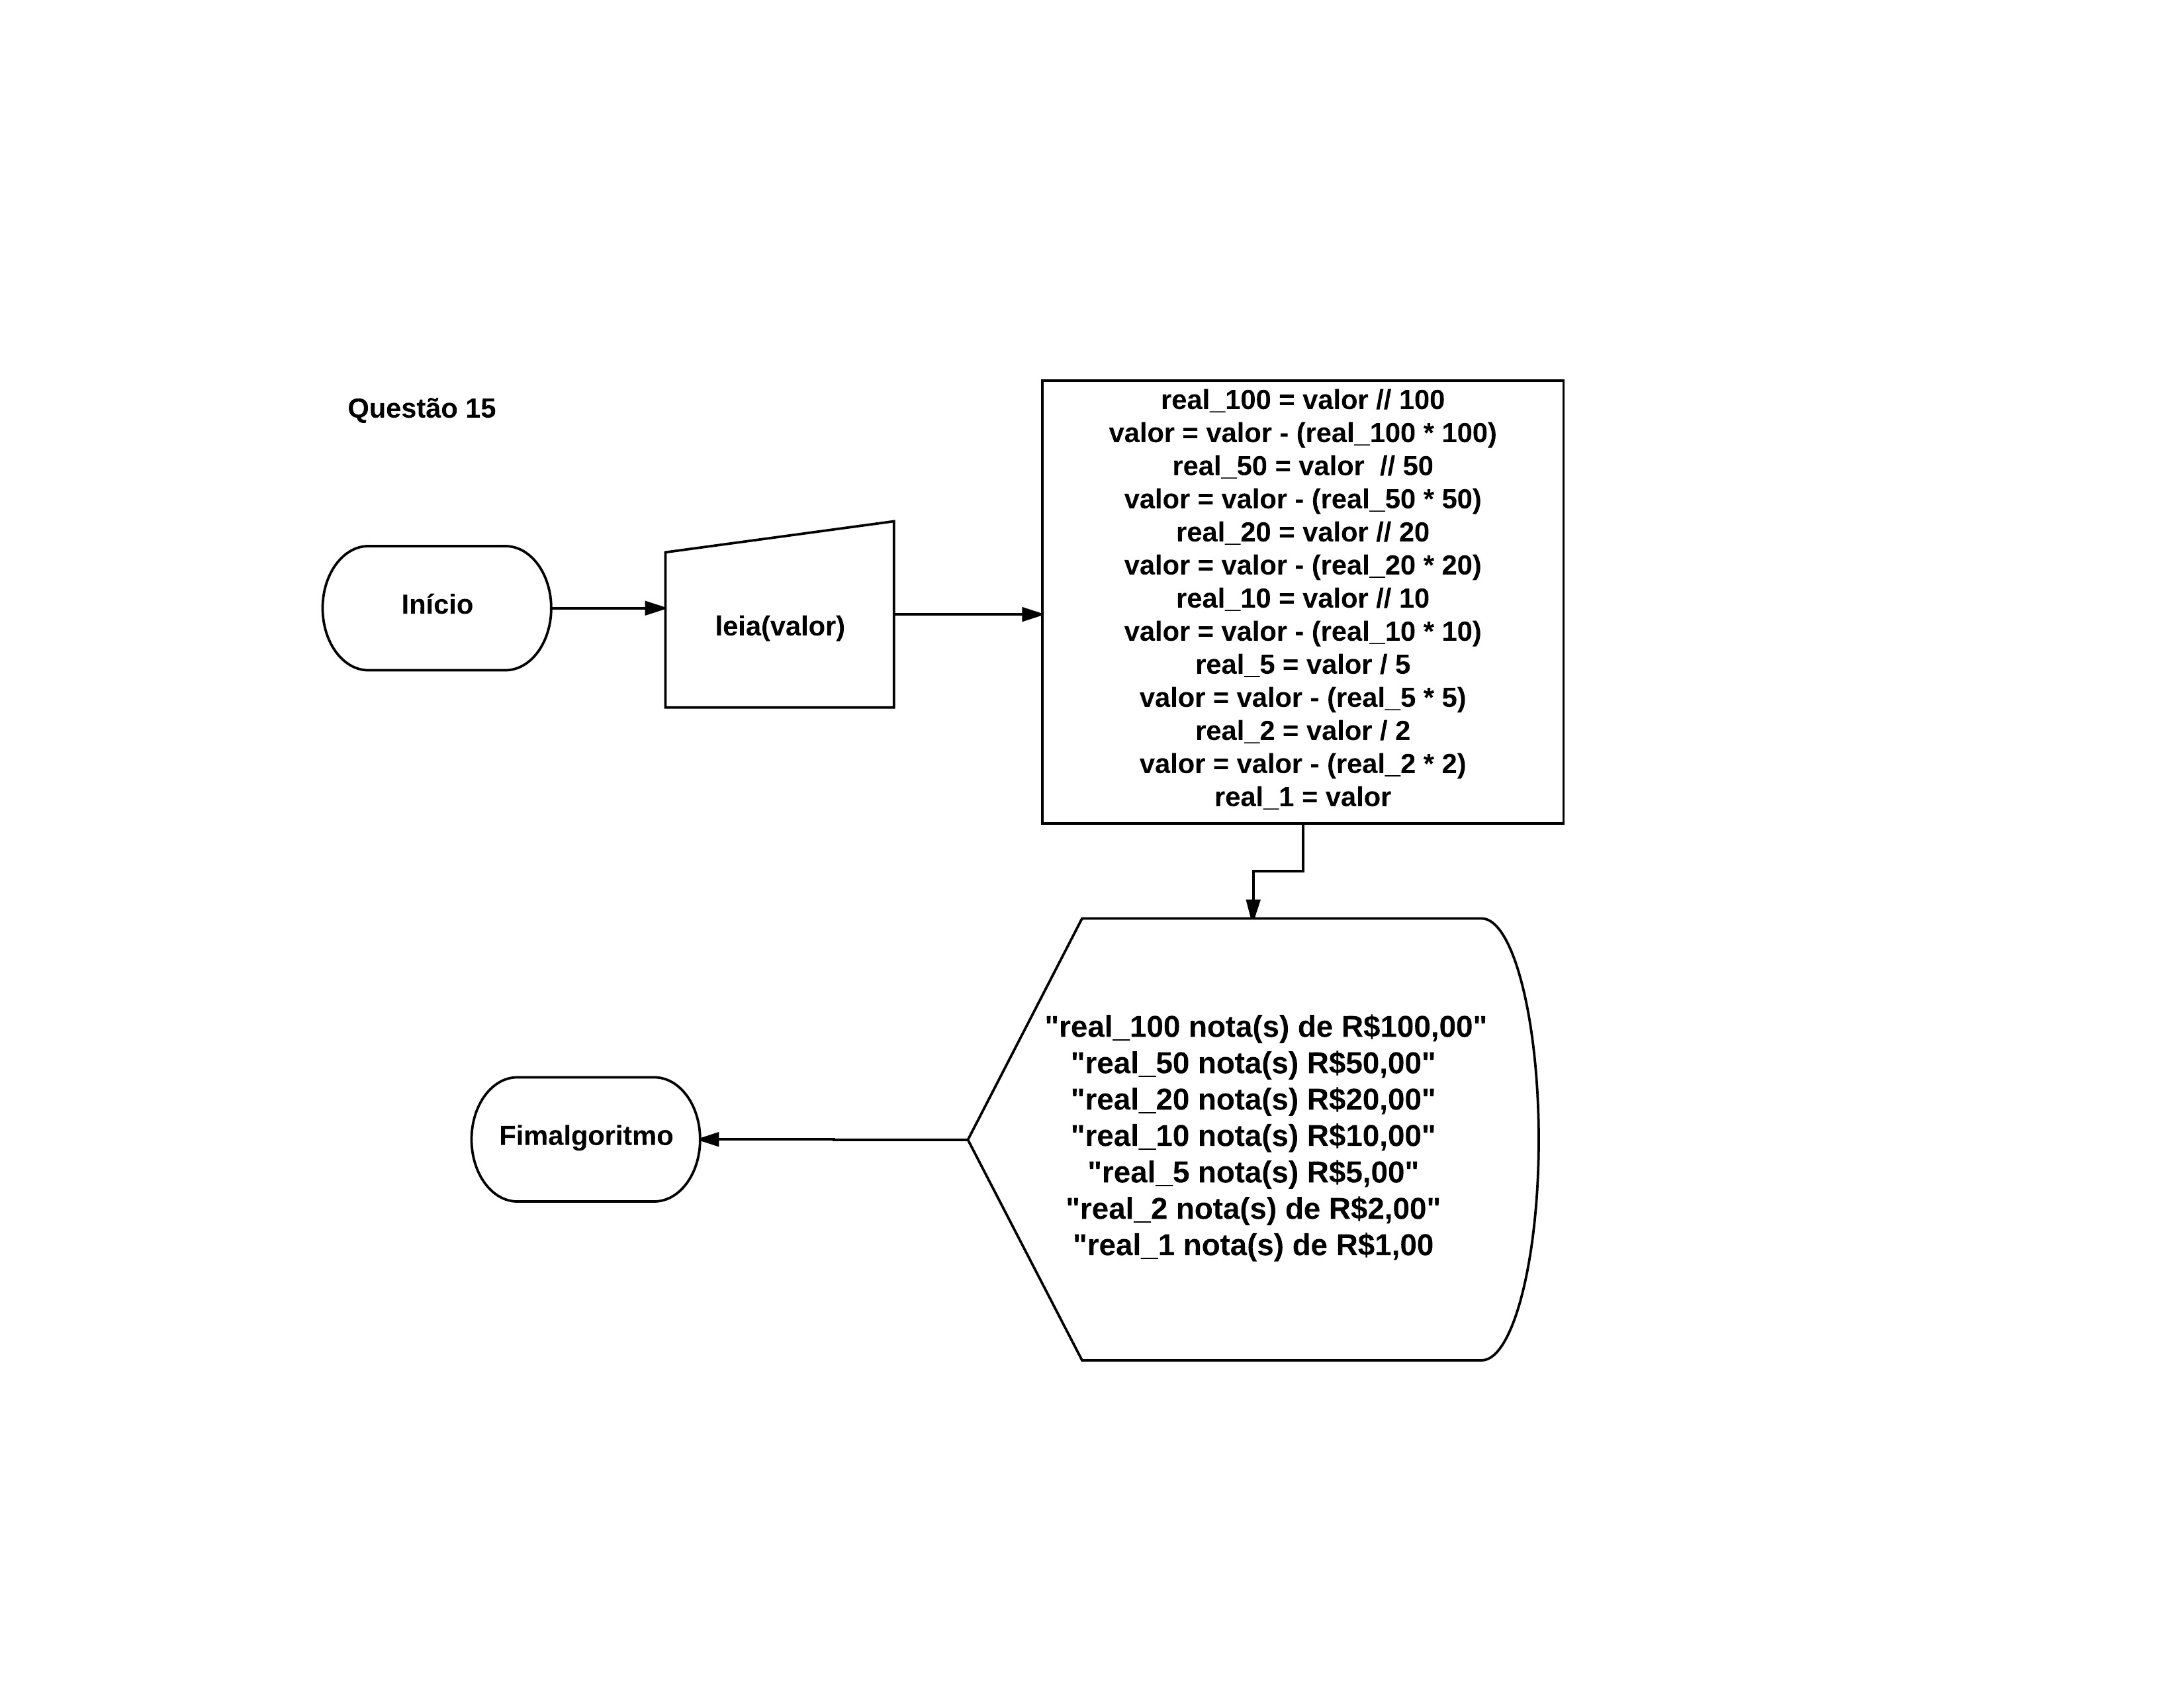 Questão 15
Início
leia(valor)
real_100 = valor // 100
valor = valor - (real_100 * 100)
real_50 = valor  // 50
valor = valor - (real_50 * 50)
real_20 = valor // 20
valor = valor - (real_20 * 20)
real_10 = valor // 10
valor = valor - (real_10 * 10)
real_5 = valor / 5
valor = valor - (real_5 * 5)
real_2 = valor / 2
valor = valor - (real_2 * 2)
real_1 = valor
"real_100 nota(s) de R$100,00"
"real_50 nota(s) R$50,00"
"real_20 nota(s) R$20,00"
"real_10 nota(s) R$10,00"
"real_5 nota(s) R$5,00"
"real_2 nota(s) de R$2,00"
"real_1 nota(s) de R$1,00
Fimalgoritmo